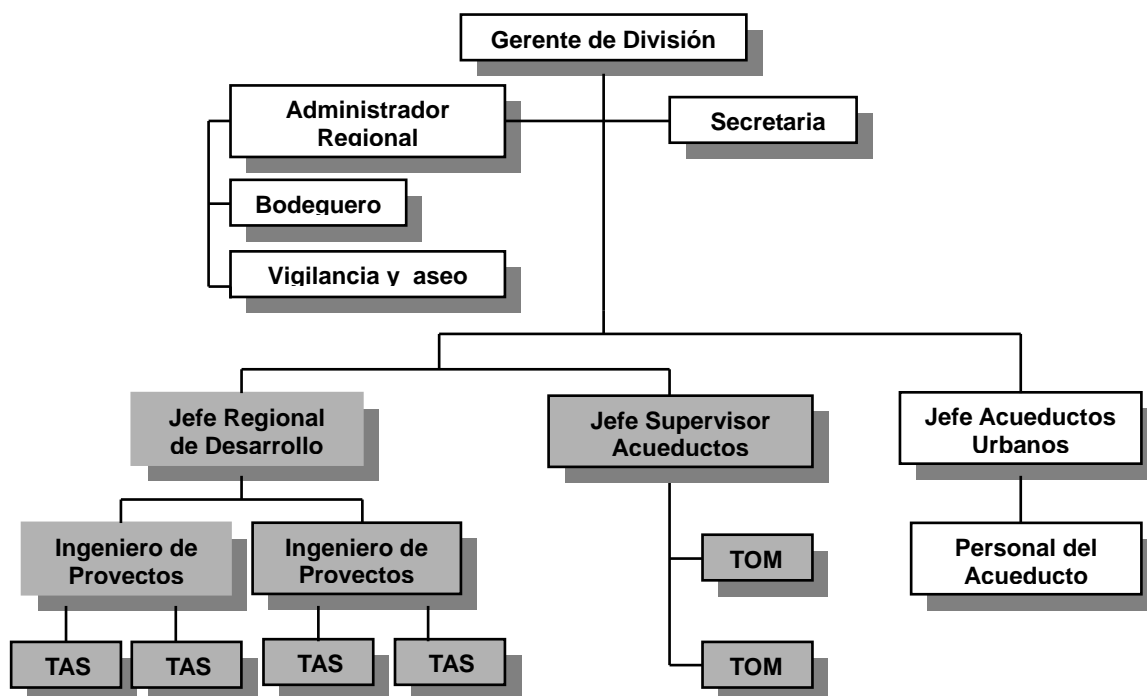 Gerente de División
Administrador
Regional
Secretaria
Bodeguero
Vigilancia y aseo
Jefe Regional
de Desarrollo
Jefe Supervisor
Acueductos
Jefe Acueductos
Urbanos
Ingeniero de
Proyectos
Ingeniero de
Proyectos
TOM
Personal del
Acueducto
TAS
TAS
TAS
TAS
TOM